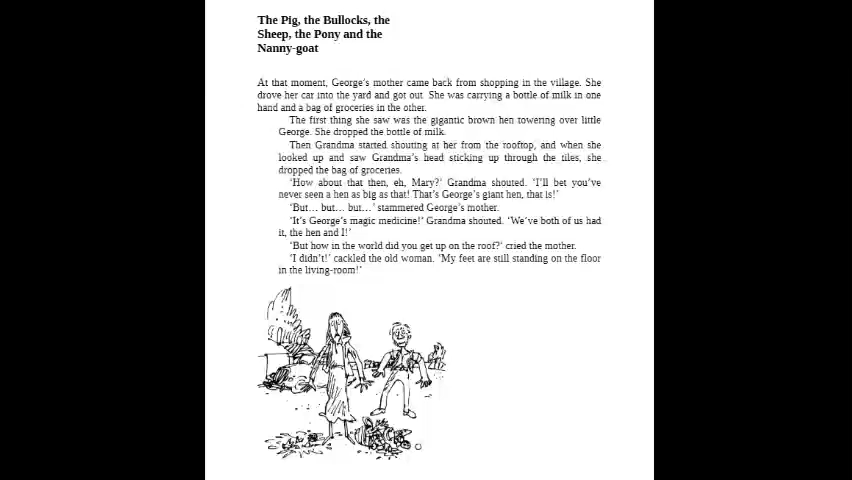 The Pig, the Bullocks, the
Sheep, the Pony and the
Nanny-goat
At that moment, George's mother came back from shopping in the village. She
drove her car into the yard and got out. She was carrying a bottle of milk in one
hand and a bag of groceries in the other.
The first thing she saw was the gigantic brown hen towering over little
George. She dropped the bottle of milk.
Then Grandma started shouting at her from the rooftop, and when she
looked up and saw Grandma's head sticking up through the tiles, she
dropped the bag of groceries.
‘How about that then, eh, Mary?’ Grandma shouted. ‘I'll bet you've
never seen a hen as big as that! That's George's giant hen, that is!’
‘But… but… but…’ stammered George's mother.
‘It's George's magic medicine!’ Grandma shouted. ‘We've both of us had
it, the hen and I!’
‘But how in the world did you get up on the roof?’ cried the mother.
‘I didn't!’ cackled the old woman. ‘My feet are still standing on the floor
in the living-room!’